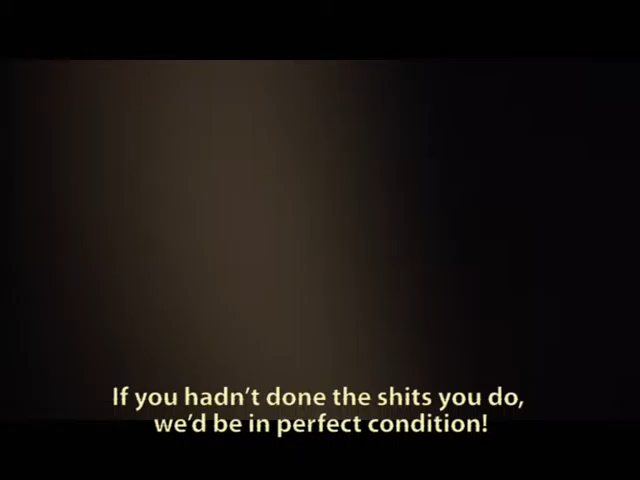 If you hadn't done the shits you do,
we'd be in perfect condition!